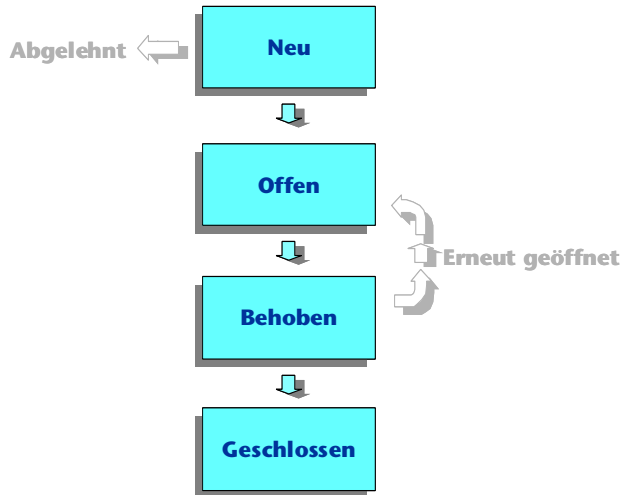 Neu
Abgelehnt
Offen
Erneut geöffnet
Behoben
Geschlossen